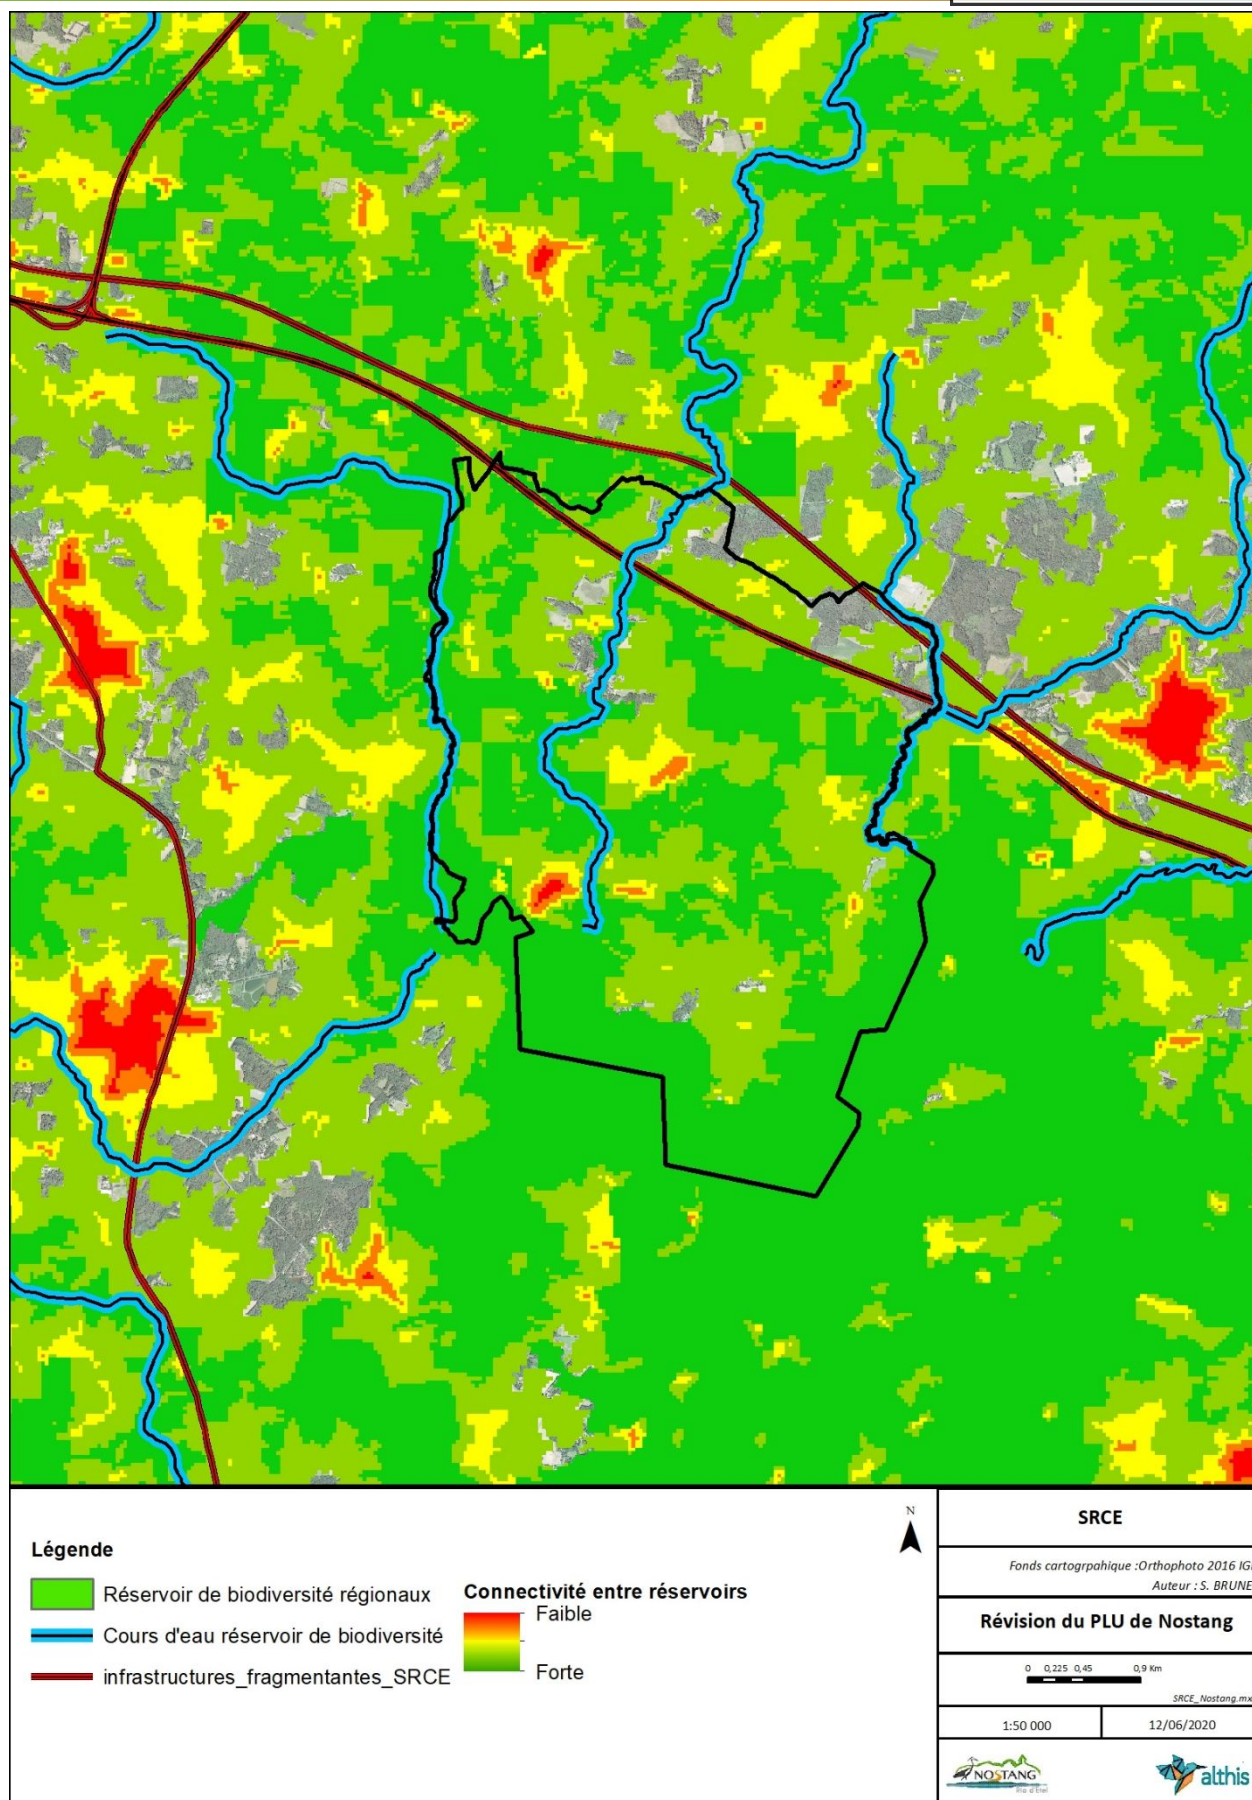 Légende
Réservoir de biodiversité régionaux
Cours d'eau réservoir de biodiversité
infrastructures_fragmentantes_SRCE
Connectivité entre réservoirs
Faible
Forte
N
SRCE
Fonds cartogrpahique :Orthophoto 2016 IG
Auteur : S. BRUNE
Révision du PLU de Nostang
0 0,225 0,45 0,9 Km
SRCE_Nostang.mx
1:50 000
12/06/2020
NOSTANG
Ria d'Etel
althis